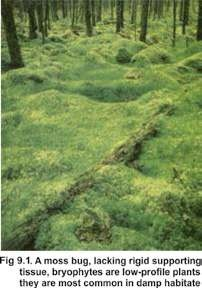 Fig 9.1. A moss bug, lacking rigid supporting
tissue, bryophytes are low-profile plants
they are most common in damp habitate